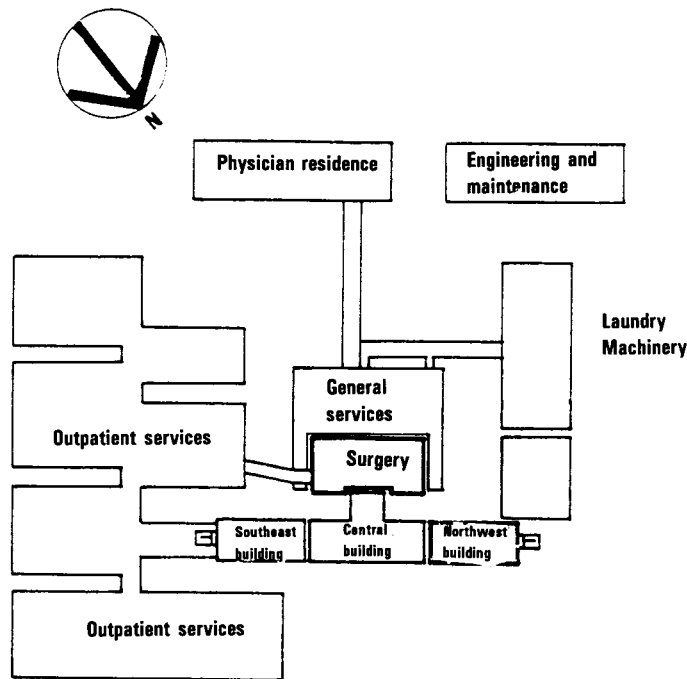 N
Physician residence
Engineering and
maintenance
Laundry
Machinery
General
services
Outpatient services
Surgery
Southeast
building
Central
building
Northwest
building
Outpatient services